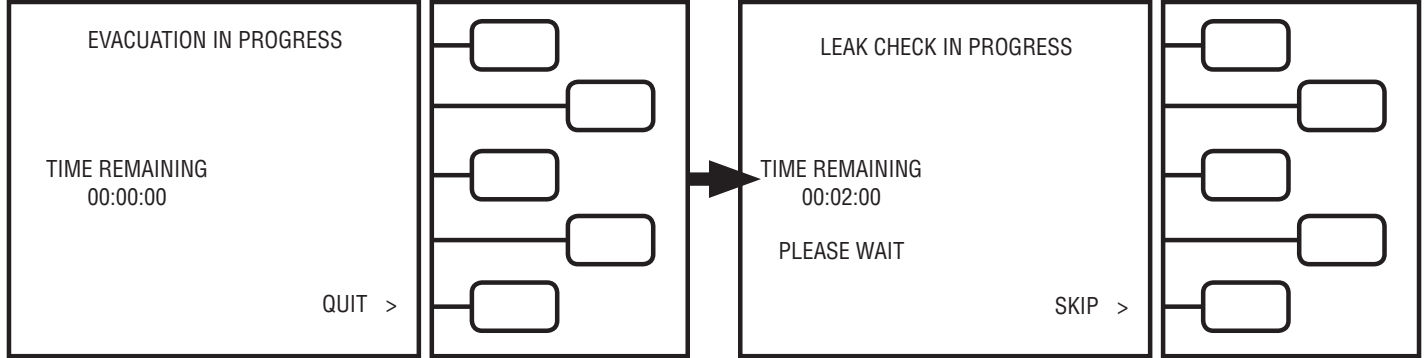 EVACUATION IN PROGRESS
TIME REMAINING
00:00:00
QUIT >
LEAK CHECK IN PROGRESS
TIME REMAINING
00:02:00
PLEASE WAIT
SKIP >